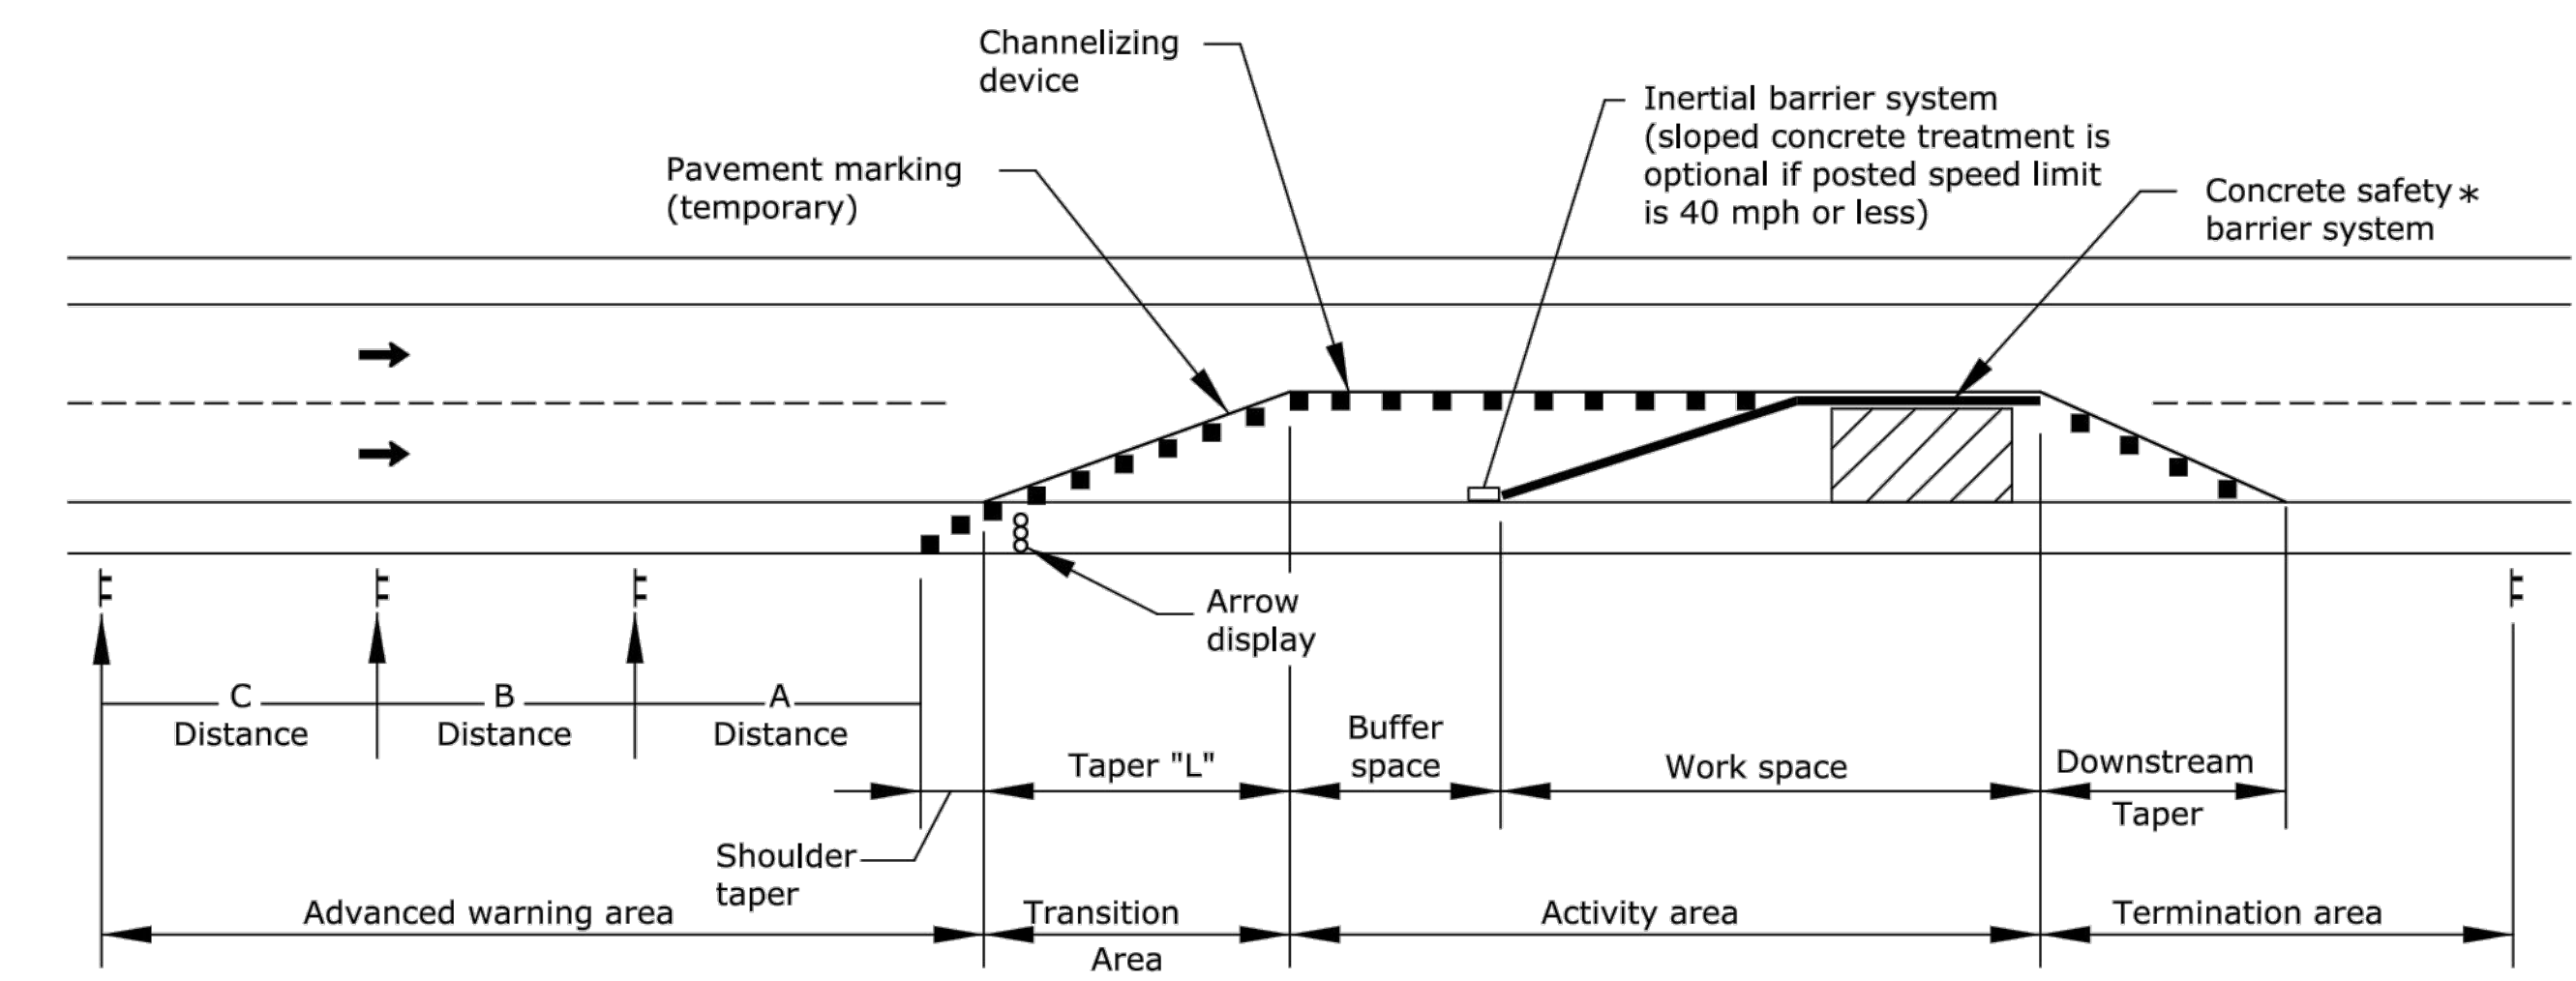 Channelizing
device
Inertial barrier system
(sloped concrete treatment is
optional if posted speed limit
is 40 mph or less)
Pavement marking
(temporary)
Concrete safety*
barrier system
Arrow
display
C
Distance
B
Distance
A
Distance
Taper "L"
Buffer
space
Work space
Downstream
Taper
Shoulder
taper
Advanced warning area
Transition
Area
Activity area
Termination area